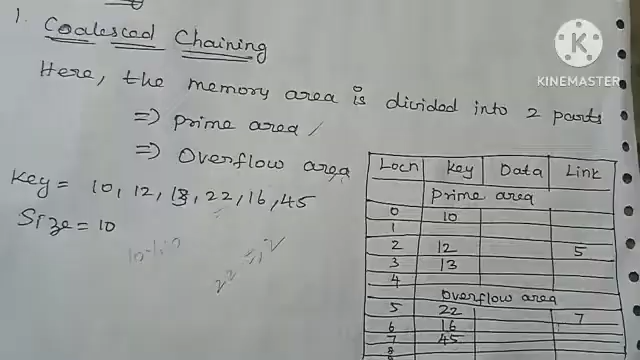 1. Coalesced Chaining
KINEMASTER
Here, the memory area is divided into 2 parts
=> Prime area
=> Overflow area
Key = 10, 12, 13, 22, 16, 45
Size = 10
Locn Key Data Link
Prime area
0 10
1
2 12 5
3 13
4
Overflow area
5 22 7
6 16
7 45
8